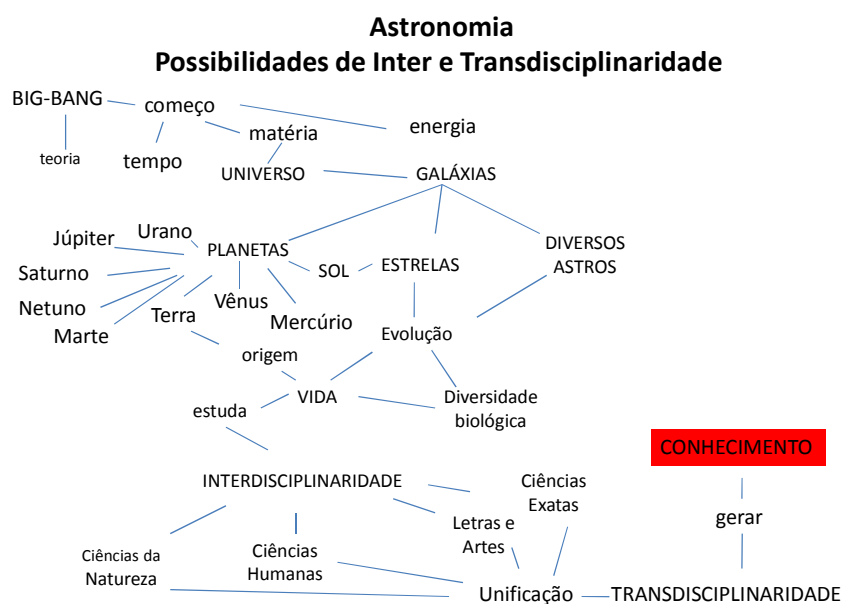 Astronomia
Possibilidades de Inter e Transdisciplinaridade
BIG-BANG
começo
matéria
energia
teoria
tempo
UNIVERSO
GALÁXIAS
Júpiter
Urano
PLANETAS
SOL
ESTRELAS
DIVERSOS
ASTROS
Saturno
Netuno
Marte
Terra
Vênus
Mercúrio
Evolução
origem
VIDA
Diversidade
biológica
estuda
CONHECIMENTO
INTERDISCIPLINARIDADE
Ciências
Exatas
Letras e
Artes
gerar
Ciências da
Natureza
Ciências
Humanas
Unificação
TRANSDISCIPLINARIDADE